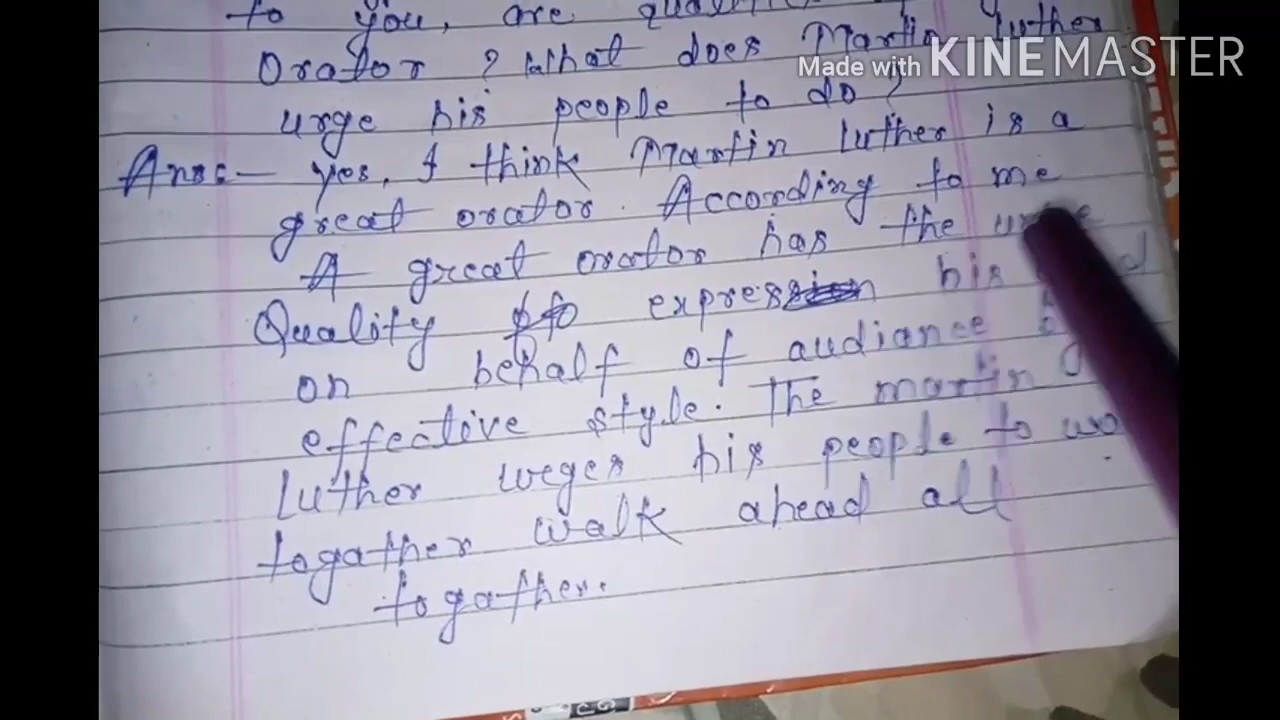 to you, are
Orator ? What does Martin luther
Made with KINEMASTER
urge his people to do ?
Ans:- yes, I think Martin luther is a
great orator. According to me
A great orator has the
Quality to express his
on behalf of audiance
effective style. The martin
Luther urges his people to
togather walk ahead all
togather.